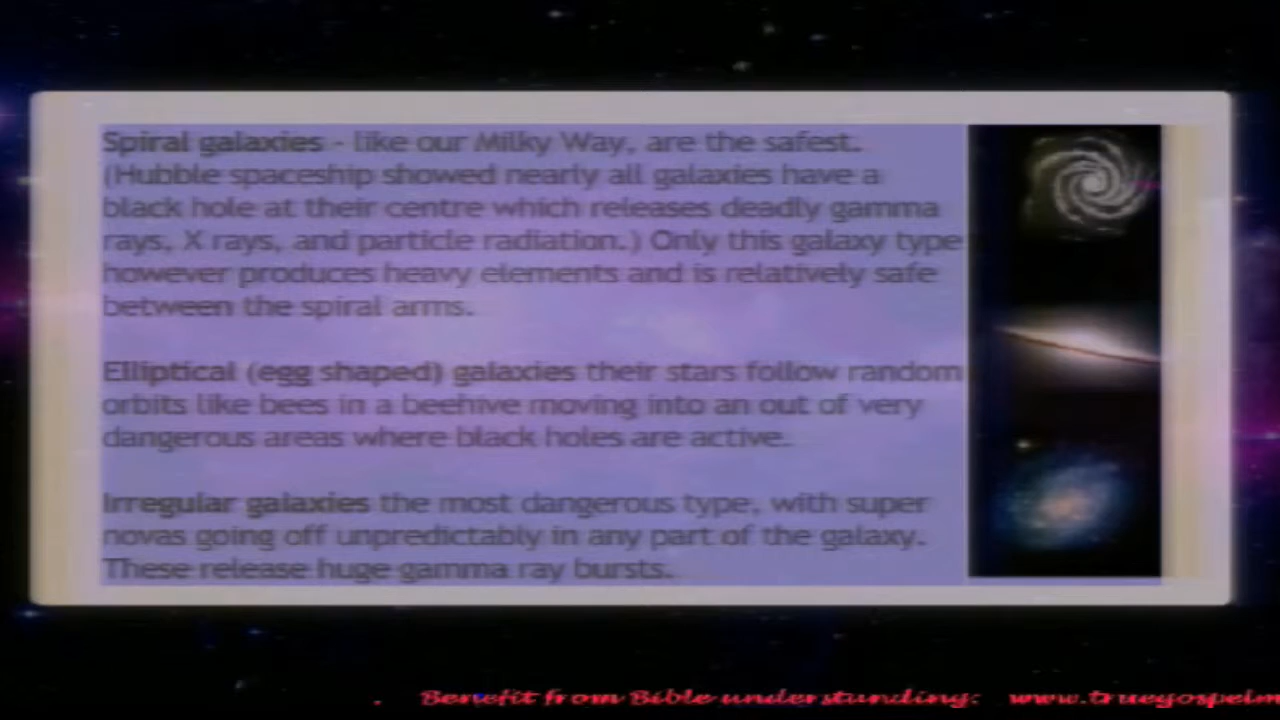 Spiral galaxies - like our Milky Way, are the safest.
(Hubble spaceship showed nearly all galaxies have a
black hole at their centre which releases deadly gamma
rays, X rays, and particle radiation.) Only this galaxy type
however produces heavy elements and is relatively safe
between the spiral arms.
Elliptical (egg shaped) galaxies their stars follow random
orbits like bees in a beehive moving into an out of very
dangerous areas where black holes are active.
Irregular galaxies the most dangerous type, with super
novas going off unpredictably in any part of the galaxy.
These release huge gamma ray bursts.
. Benefit from Bible understanding: www.truegospelm